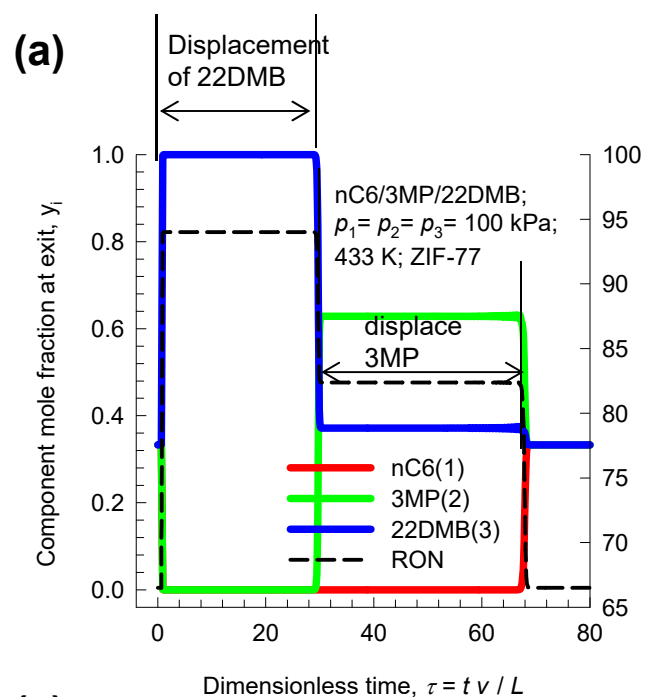 (a)
Displacement
of 22DMB
1.0
0.8
0.6
0.4
0.2
0.0
Component mole fraction at exit, yᵢ
100
95
90
85
80
75
70
65
nC6/3MP/22DMB;
p₁= p₂= p₃= 100 kPa;
433 K; ZIF-77
displace
3MP
nC6(1)
3MP(2)
22DMB(3)
RON
0
20
40
60
80
Dimensionless time, τ = t v / L